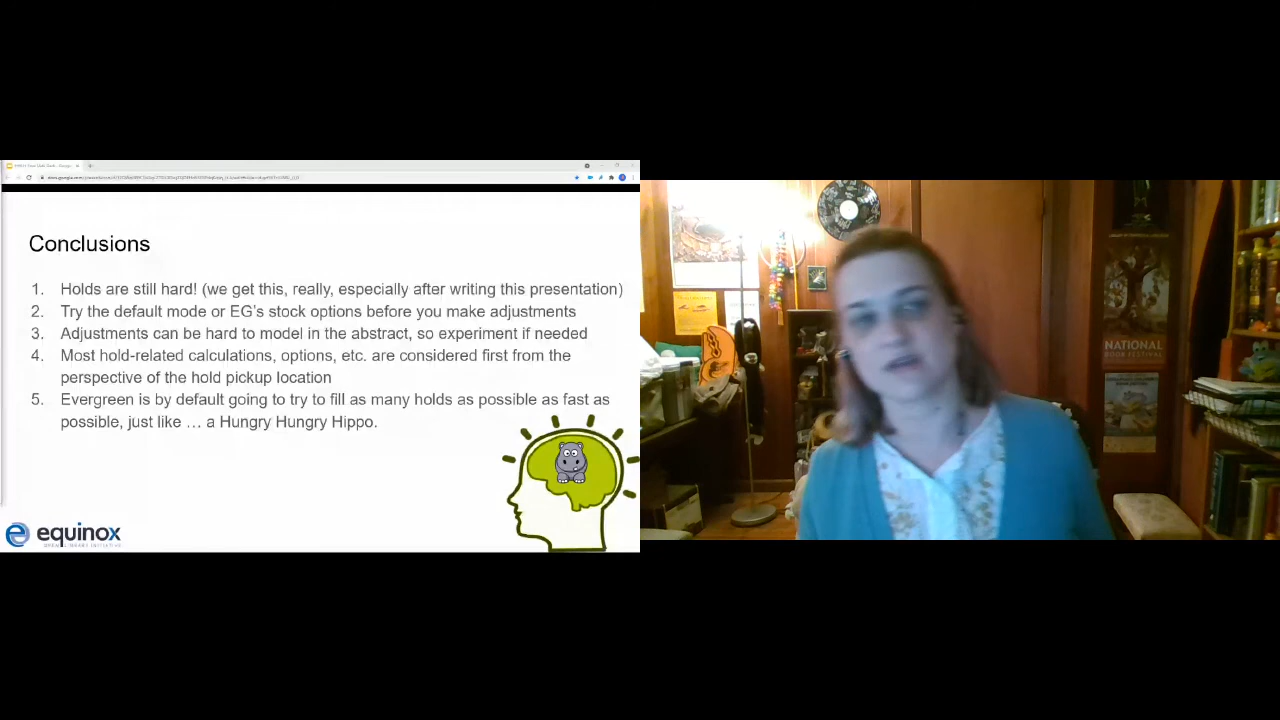 Conclusions
1. Holds are still hard! (we get this, really, especially after writing this presentation)
2. Try the default mode or EG's stock options before you make adjustments
3. Adjustments can be hard to model in the abstract, so experiment if needed
4. Most hold-related calculations, options, etc. are considered first from the
perspective of the hold pickup location
5. Evergreen is by default going to try to fill as many holds as possible as fast as
possible, just like … a Hungry Hungry Hippo.
equinox
NATIONAL
BOOK FESTIVAL